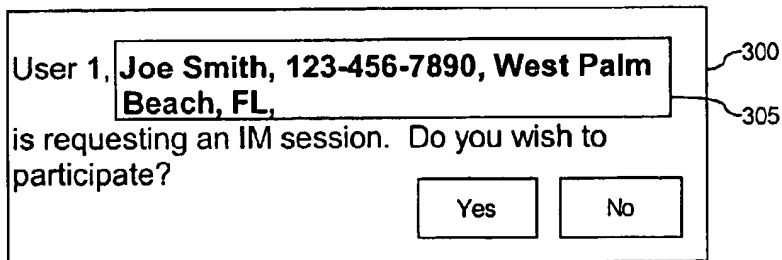 User 1, Joe Smith, 123-456-7890, West Palm
Beach, FL,
is requesting an IM session. Do you wish to
participate?
Yes No
300
305